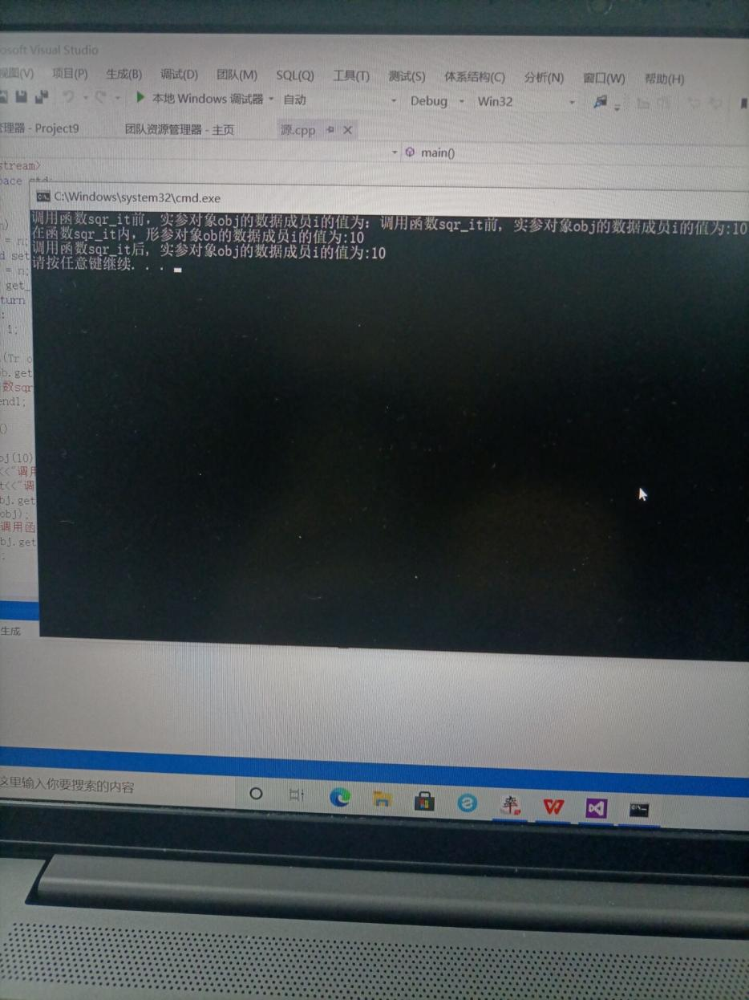 osoft Visual Studio
视图(V) 项目(P) 生成(B) 调试(D) 团队(M) SQL(Q) 工具(T) 测试(S) 体系结构(C) 分析(N) 窗口(W) 帮助(H)
本地 Windows 调试器 自动 Debug Win32
管理器 - Project9 团队资源管理器 - 主页 源.cpp
main()
stream>
pace std;
C:\Windows\system32\cmd.exe
调用函数sqr_it前，实参对象obj的数据成员i的值为：调用函数sqr_it前，实参对象obj的数据成员i的值为:10
在函数sqr_it内，形参对象ob的数据成员i的值为:10
调用函数sqr_it后，实参对象obj的数据成员i的值为:10
请按任意键继续. . .
n)
= n;
d set
= n;
get_
turn
:
i;
(Tr o
b.get
数sqr
endl;
()
bj(10)
<<"调用
t<<"调
bj.get
obj);
调用函
bj.get
;
生成
这里输入你要搜索的内容